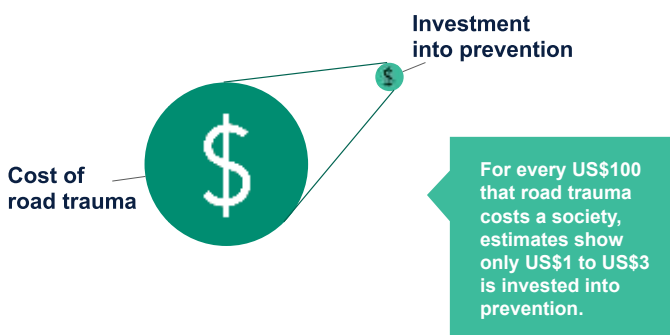 Investment
into prevention
$
$
Cost of
road trauma
For every US$100
that road trauma
costs a society,
estimates show
only US$1 to US$3
is invested into
prevention.